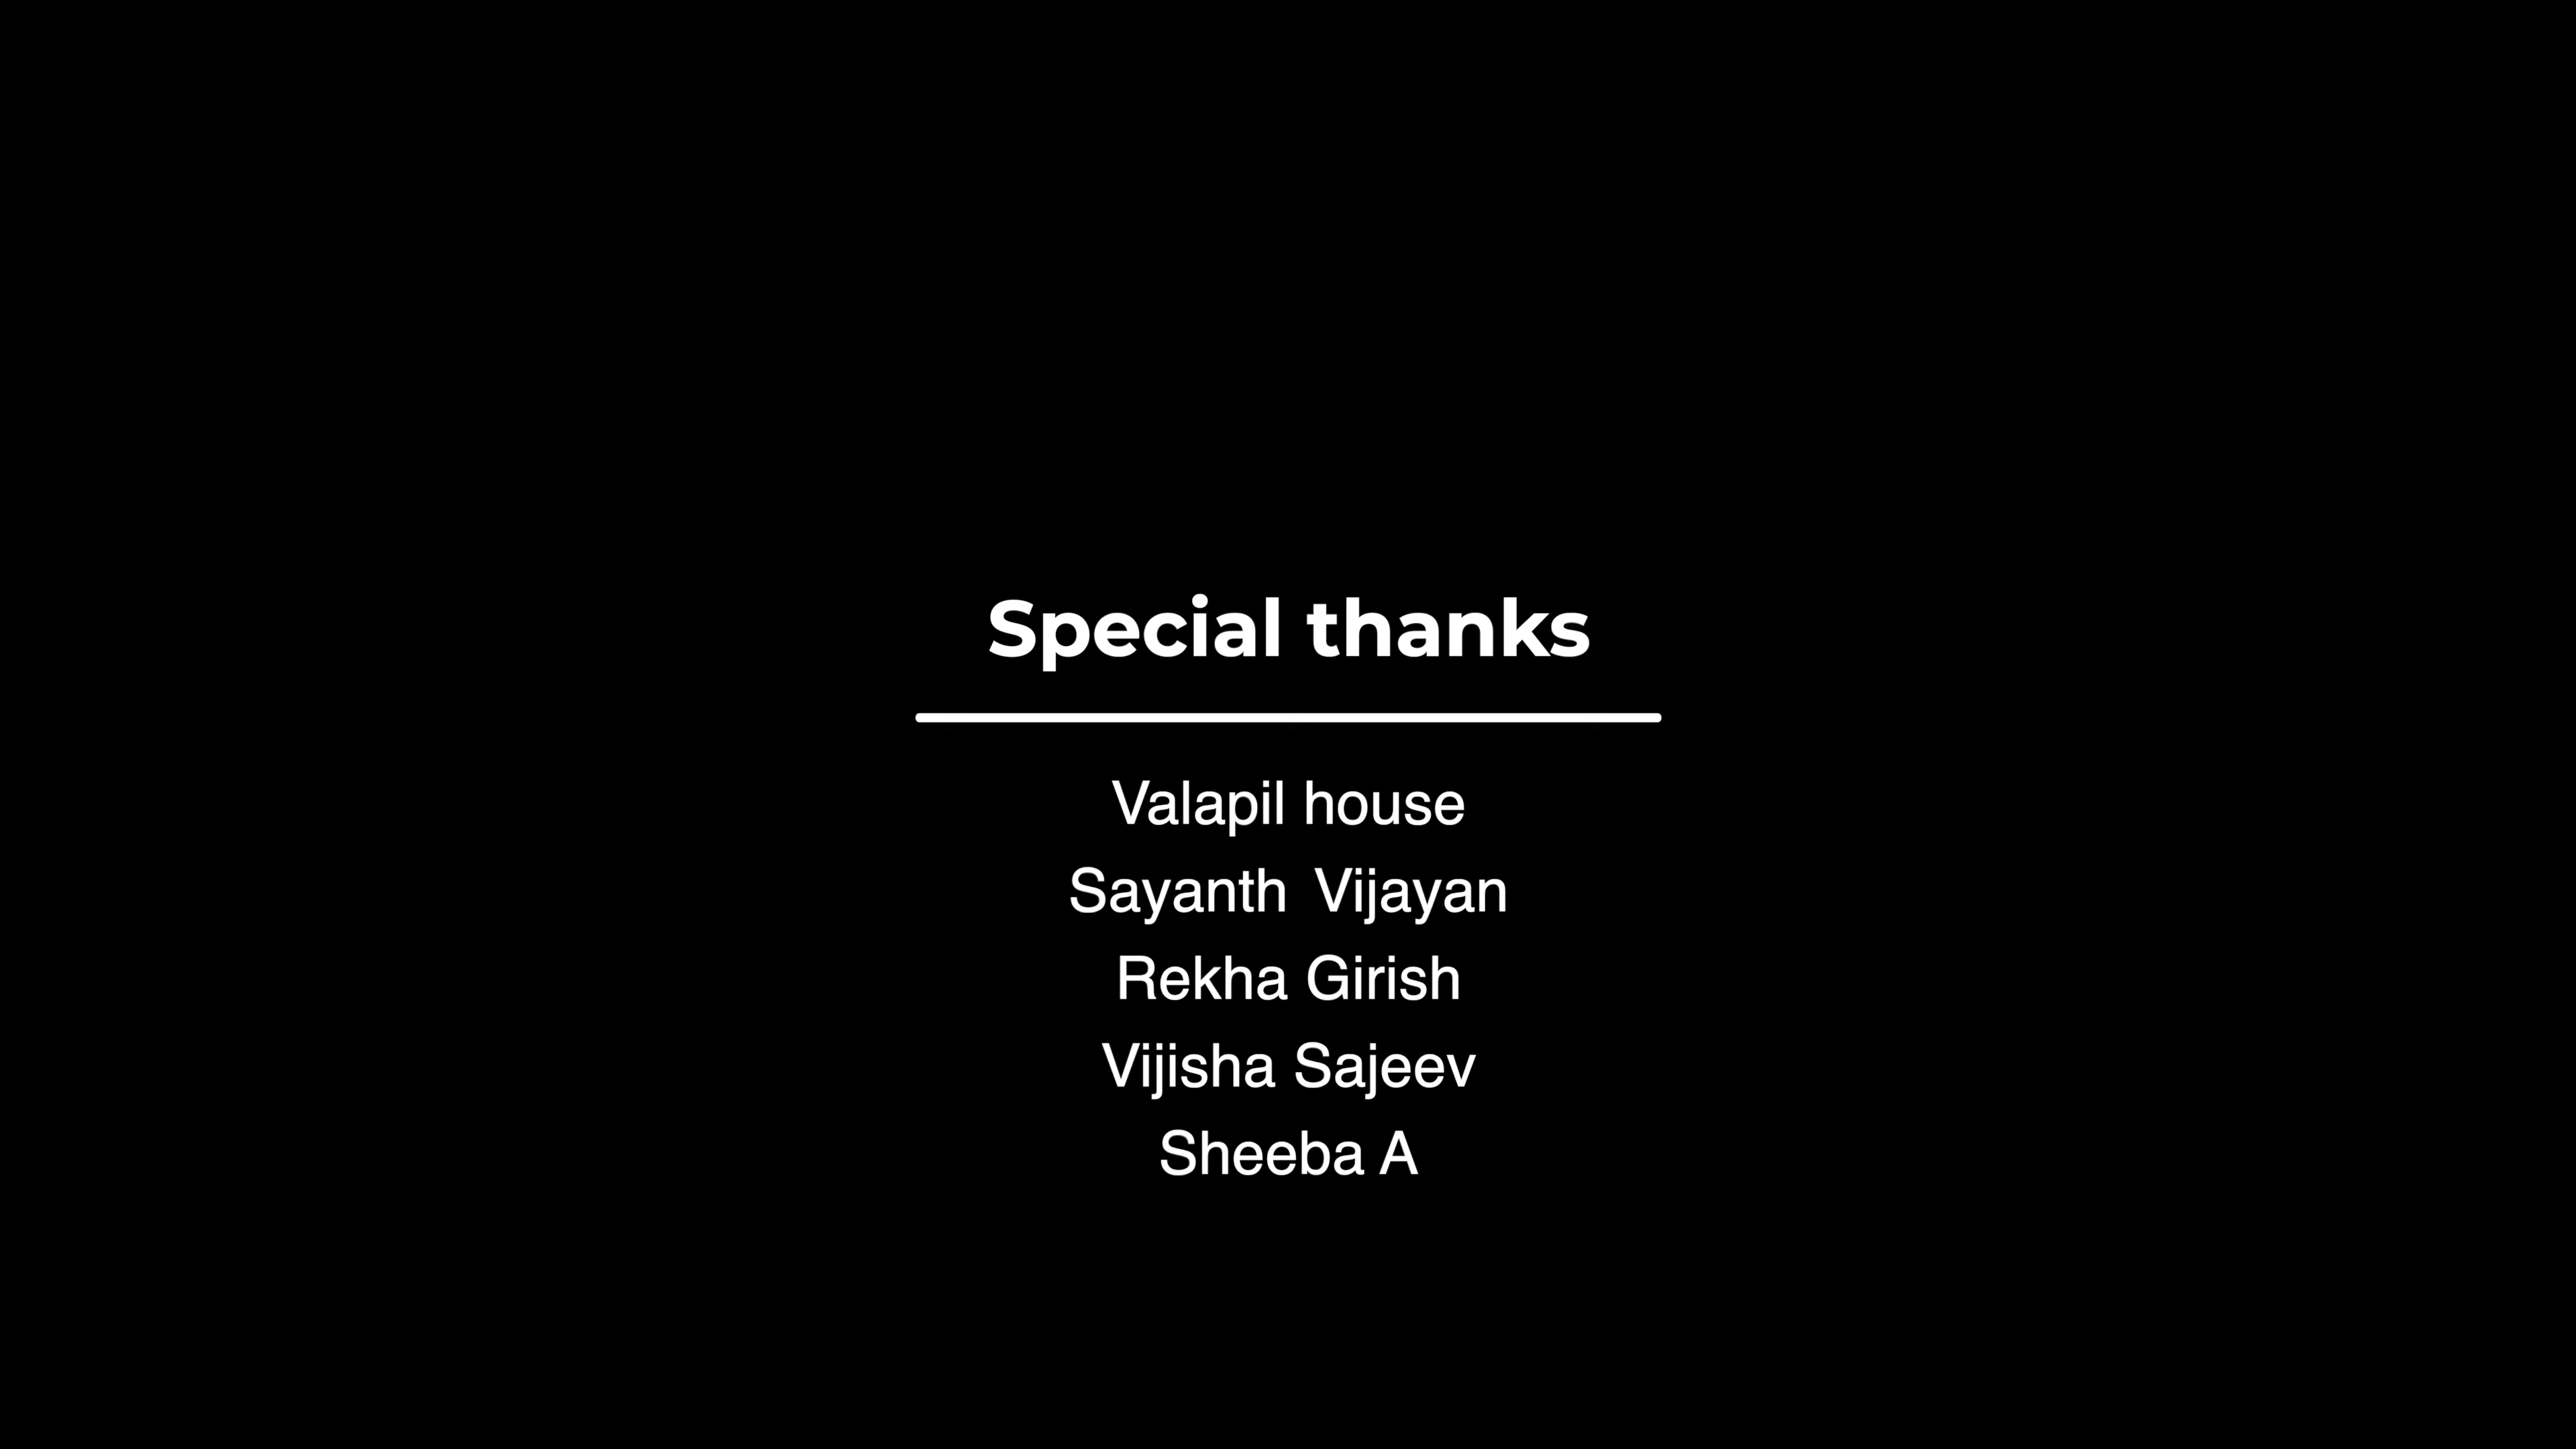 Special thanks
Valapil house
Sayanth Vijayan
Rekha Girish
Vijisha Sajeev
Sheeba A